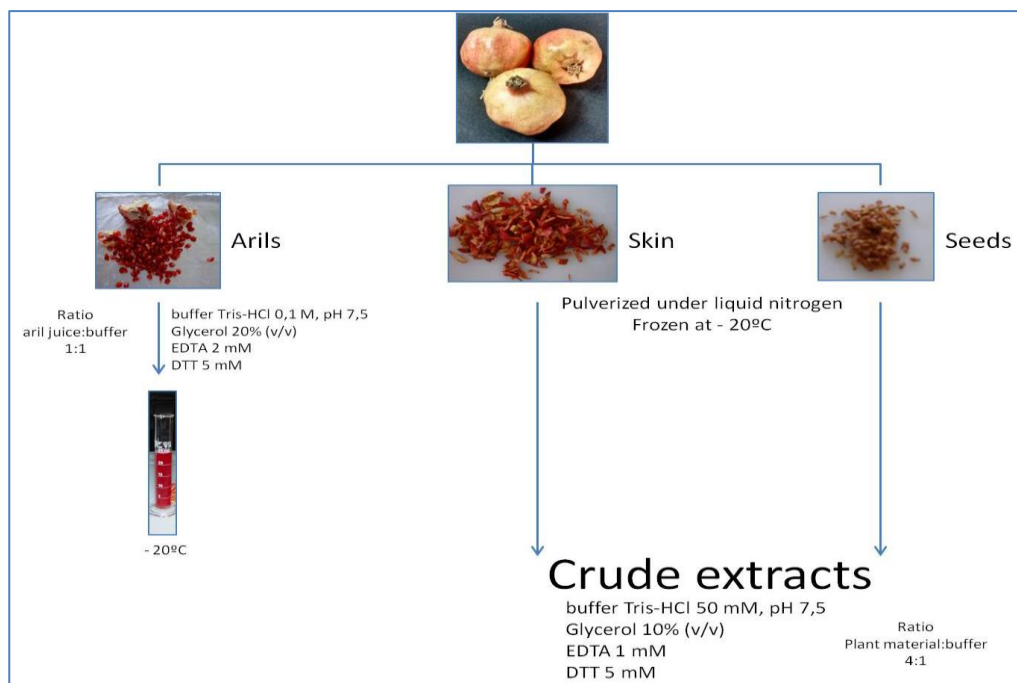 Arils
Skin
Seeds
Ratio
aril juice:buffer
1:1
buffer Tris-HCl 0,1 M, pH 7,5
Glycerol 20% (v/v)
EDTA 2 mM
DTT 5 mM
Pulverized under liquid nitrogen
Frozen at - 20ºC
- 20ºC
Crude extracts
buffer Tris-HCl 50 mM, pH 7,5
Glycerol 10% (v/v)
EDTA 1 mM
DTT 5 mM
Ratio
Plant material:buffer
4:1